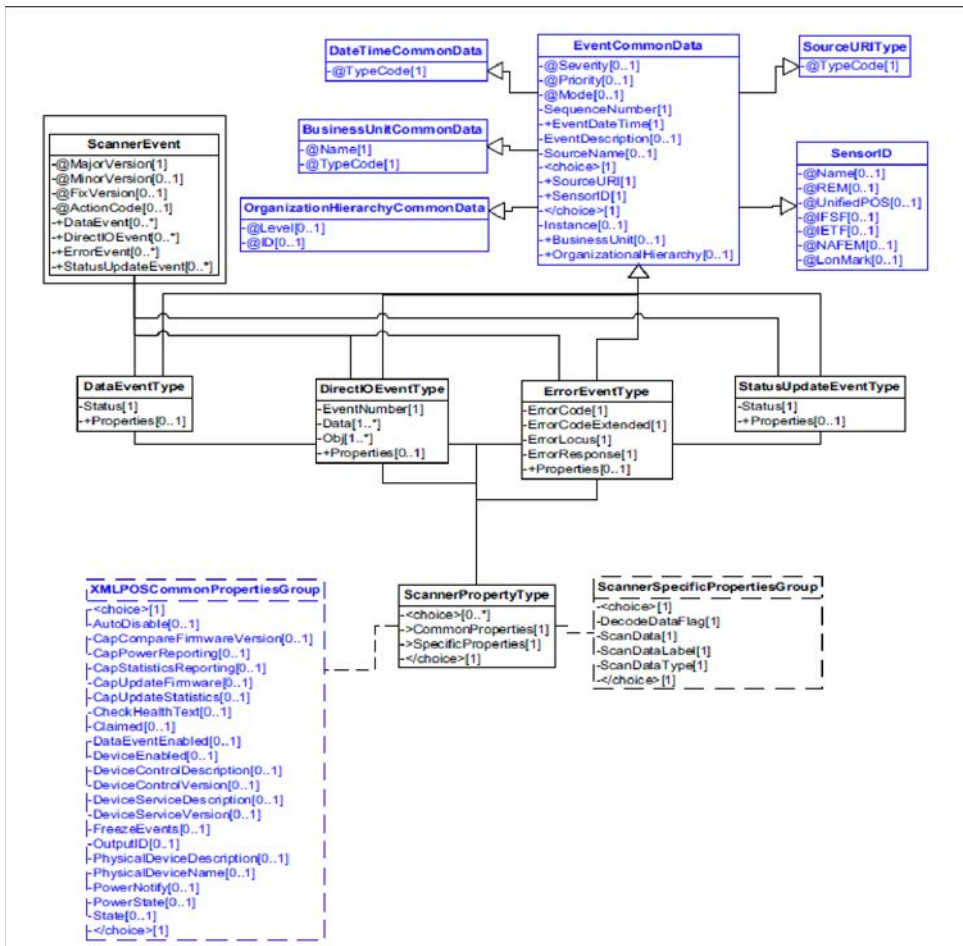 DateTimeCommonData
-@TypeCode[1]
EventCommonData
-@Severity[0..1]
-@Priority[0..1]
-@Mode[0..1]
-SequenceNumber[1]
-+EventDateTime[1]
-EventDescription[0..1]
-SourceName[0..1]
-<choice>[1]
-+SourceURI[1]
-+SensorID[1]
-</choice>[1]
-Instance[0..1]
-+BusinessUnit[0..1]
-+OrganizationalHierarchy[0..1]
SourceURIType
-@TypeCode[1]
ScannerEvent
-@MajorVersion[1]
-@MinorVersion[0..1]
-@FixVersion[0..1]
-@ActionCode[0..1]
-+DataEvent[0..*]
-+DirectIOEvent[0..*]
-+ErrorEvent[0..*]
-+StatusUpdateEvent[0..*]
BusinessUnitCommonData
-@Name[1]
-@TypeCode[1]
OrganizationHierarchyCommonData
-@Level[0..1]
-@ID[0..1]
SensorID
-@Name[0..1]
-@REM[0..1]
-@UnifiedPOS[0..1]
-@IFSF[0..1]
-@IETF[0..1]
-@NAFEM[0..1]
-@LonMark[0..1]
DataEventType
-Status[1]
-+Properties[0..1]
DirectIOEventType
-EventNumber[1]
-Data[1..*]
-Obj[1..*]
-+Properties[0..1]
ErrorEventType
-ErrorCode[1]
-ErrorCodeExtended[1]
-ErrorLocus[1]
-ErrorResponse[1]
-+Properties[0..1]
StatusUpdateEventType
-Status[1]
-+Properties[0..1]
XMLPOSCommonPropertiesGroup
-<choice>[1]
-AutoDisable[0..1]
-CapCompareFirmwareVersion[0..1]
-CapPowerReporting[0..1]
-CapStatisticsReporting[0..1]
-CapUpdateFirmware[0..1]
-CapUpdateStatistics[0..1]
-CheckHealthText[0..1]
-Claimed[0..1]
-DataEventEnabled[0..1]
-DeviceEnabled[0..1]
-DeviceControlDescription[0..1]
-DeviceControlVersion[0..1]
-DeviceServiceDescription[0..1]
-DeviceServiceVersion[0..1]
-FreezeEvents[0..1]
-OutputID[0..1]
-PhysicalDeviceDescription[0..1]
-PhysicalDeviceName[0..1]
-PowerNotify[0..1]
-PowerState[0..1]
-State[0..1]
-</choice>[1]
ScannerPropertyType
-<choice>[0..*]
->CommonProperties[1]
->SpecificProperties[1]
-</choice>[1]
ScannerSpecificPropertiesGroup
-<choice>[1]
-DecodeDataFlag[1]
-ScanData[1]
-ScanDataLabel[1]
-ScanDataType[1]
-</choice>[1]